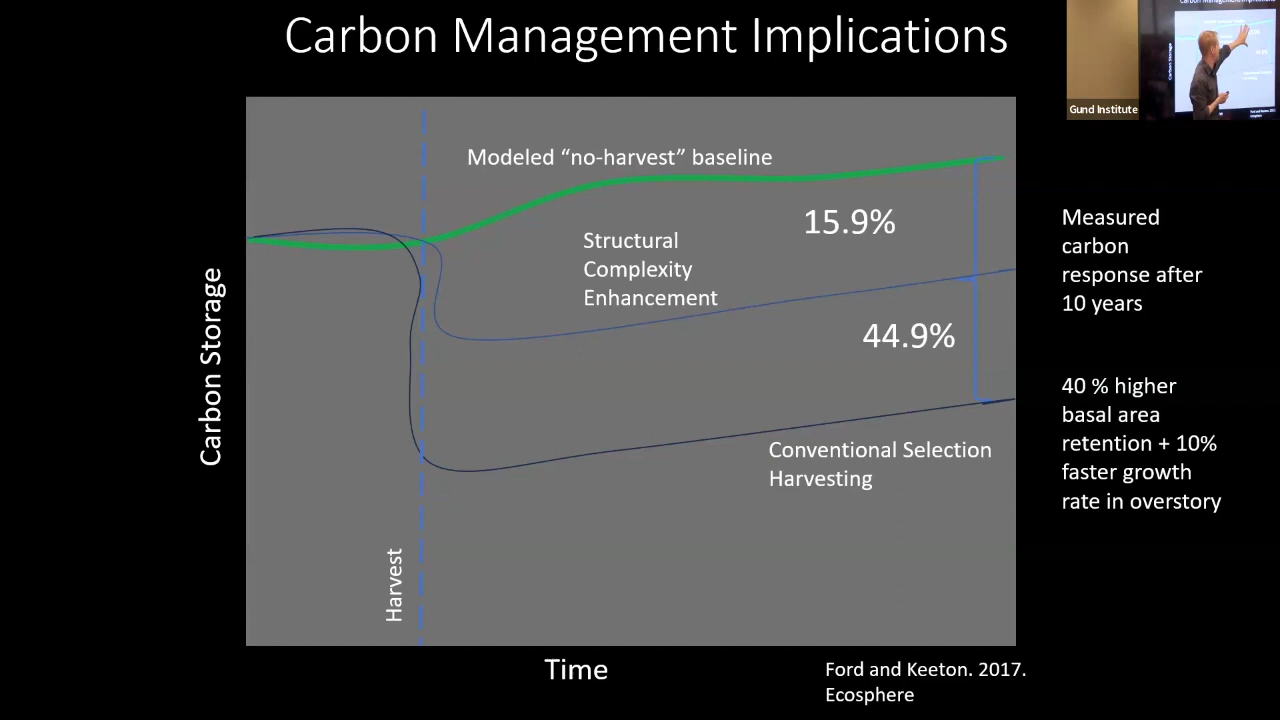 Carbon Management Implications
Gund Institute
Modeled “no-harvest” baseline
15.9%
Structural
Complexity
Enhancement
44.9%
Conventional Selection
Harvesting
Carbon Storage
Harvest
Time
Measured
carbon
response after
10 years
40 % higher
basal area
retention + 10%
faster growth
rate in overstory
Ford and Keeton. 2017.
Ecosphere